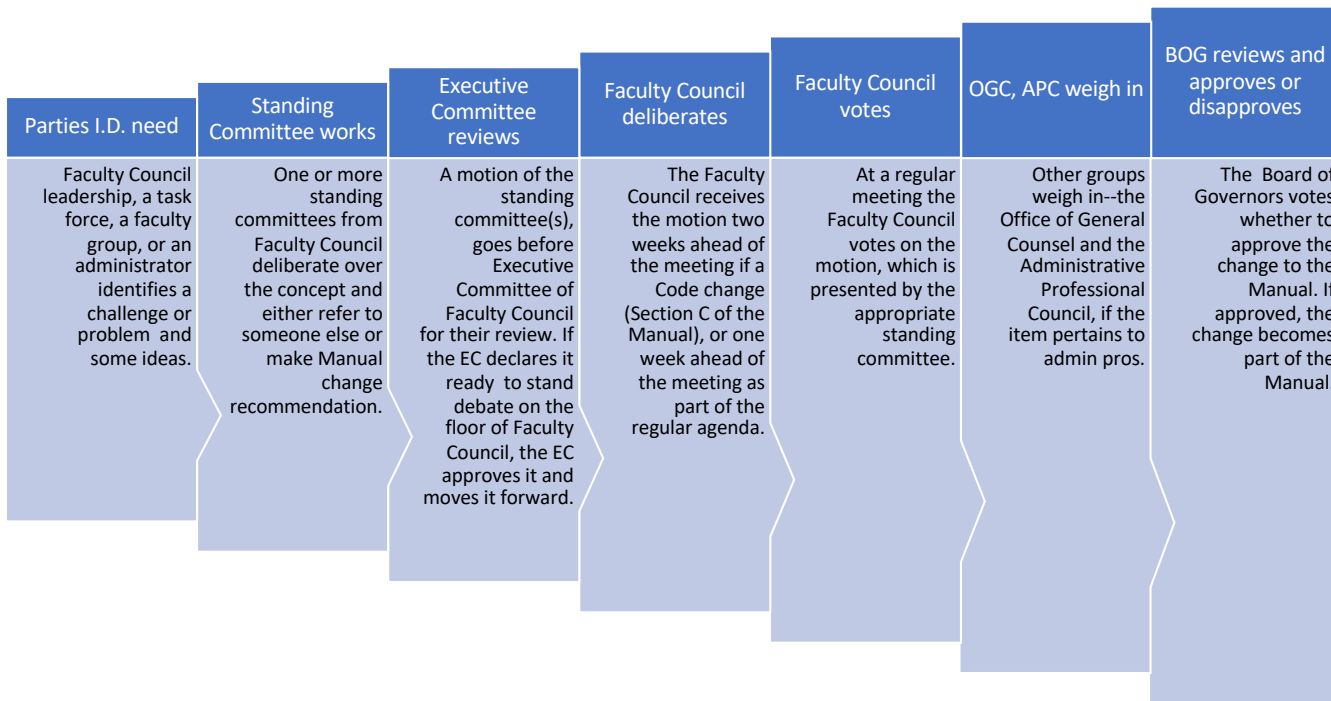 Parties I.D. need
Faculty Council
leadership, a task
force, a faculty
group, or an
administrator
identifies a
challenge or
problem and
some ideas.
Standing
Committee works
One or more
standing
committees from
Faculty Council
deliberate over
the concept and
either refer to
someone else or
make Manual
change
recommendation.
Executive
Committee
reviews
A motion of the
standing
committee(s),
goes before
Executive
Committee of
Faculty Council
for their review. If
the EC declares it
ready to stand
debate on the
floor of Faculty
Council, the EC
approves it and
moves it forward.
Faculty Council
deliberates
The Faculty
Council receives
the motion two
weeks ahead of
the meeting if a
Code change
(Section C of the
Manual), or one
week ahead of
the meeting as
part of the
regular agenda.
Faculty Council
votes
At a regular
meeting the
Faculty Council
votes on the
motion, which is
presented by the
appropriate
standing
committee.
OGC, APC weigh in
Other groups
weigh in--the
Office of General
Counsel and the
Administrative
Professional
Council, if the
item pertains to
admin pros.
BOG reviews and
approves or
disapproves
The Board of
Governors votes
whether to
approve the
change to the
Manual. If
approved, the
change becomes
part of the
Manual.